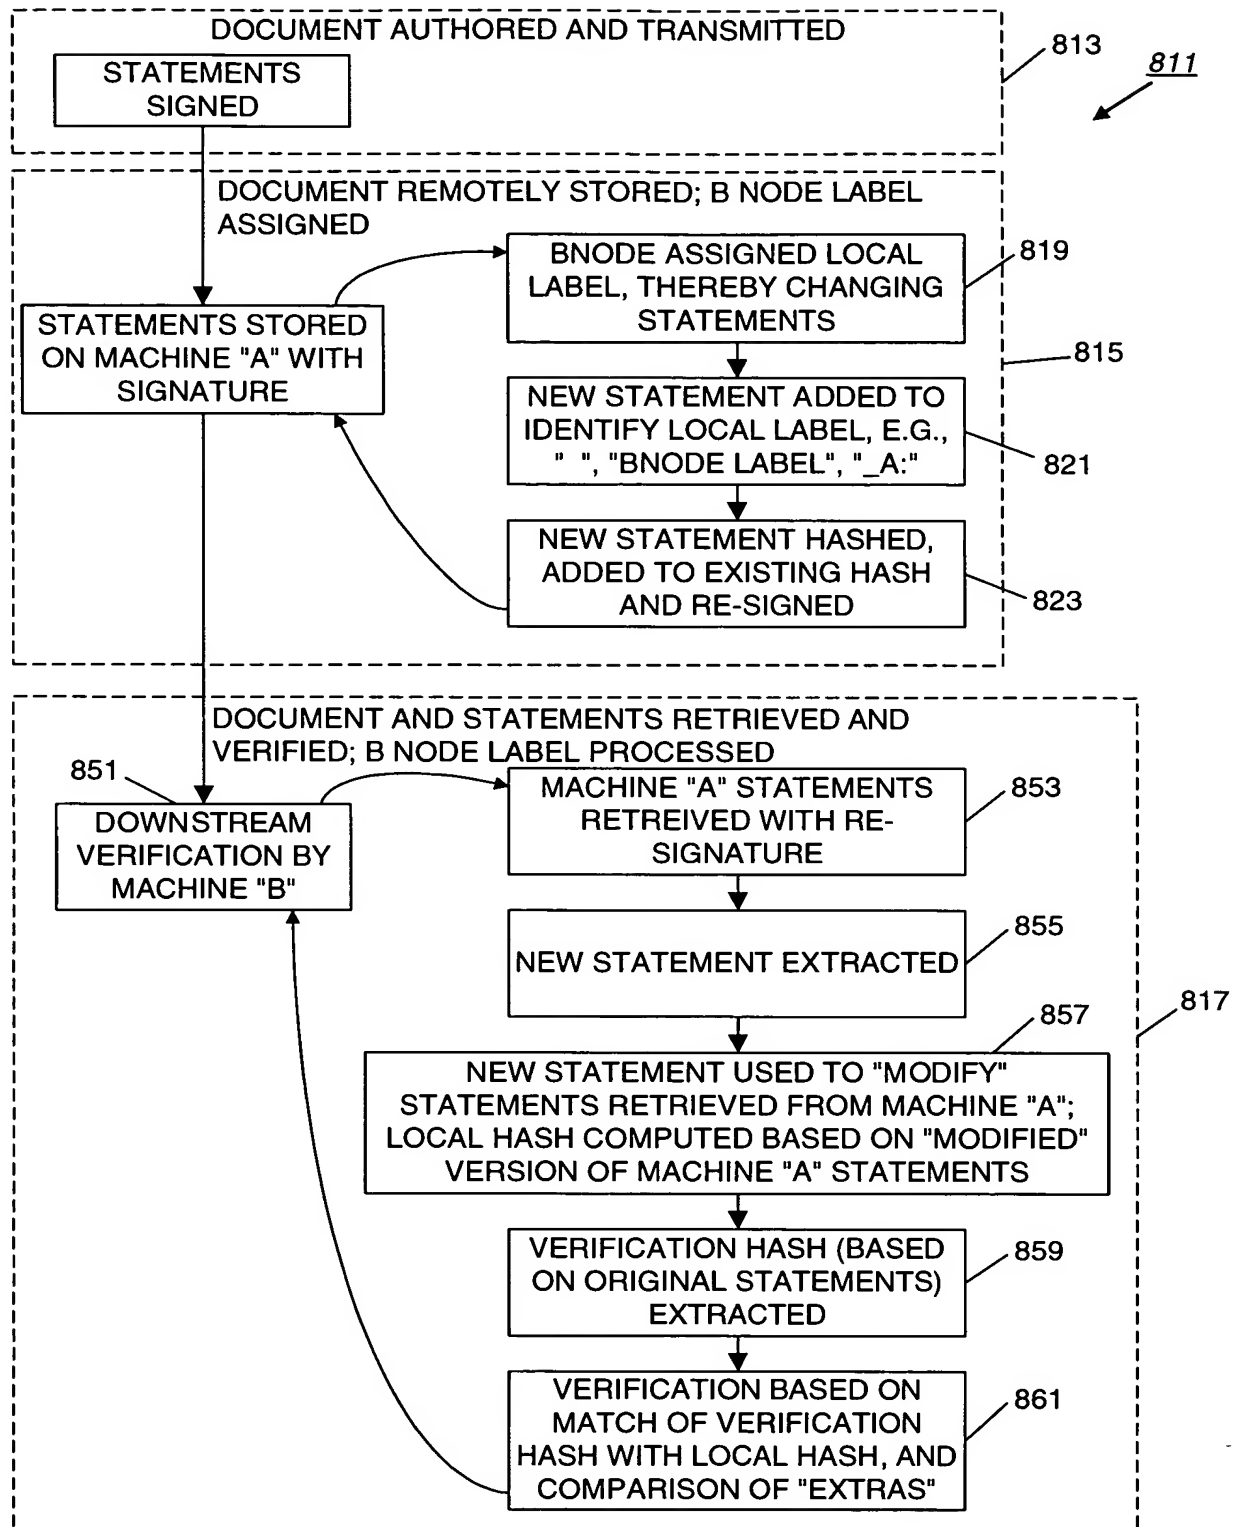 DOCUMENT AUTHORED AND TRANSMITTED
813
811
STATEMENTS
SIGNED
DOCUMENT REMOTELY STORED; B NODE LABEL
ASSIGNED
819
BNODE ASSIGNED LOCAL
LABEL, THEREBY CHANGING
STATEMENTS
STATEMENTS STORED
ON MACHINE "A" WITH
SIGNATURE
815
NEW STATEMENT ADDED TO
IDENTIFY LOCAL LABEL, E.G.,
" ", "BNODE LABEL", "_A:"
821
NEW STATEMENT HASHED,
ADDED TO EXISTING HASH
AND RE-SIGNED
823
DOCUMENT AND STATEMENTS RETRIEVED AND
VERIFIED; B NODE LABEL PROCESSED
851
DOWNSTREAM
VERIFICATION BY
MACHINE "B"
MACHINE "A" STATEMENTS
RETREIVED WITH RE-
SIGNATURE
853
855
NEW STATEMENT EXTRACTED
817
857
NEW STATEMENT USED TO "MODIFY"
STATEMENTS RETRIEVED FROM MACHINE "A";
LOCAL HASH COMPUTED BASED ON "MODIFIED"
VERSION OF MACHINE "A" STATEMENTS
VERIFICATION HASH (BASED
ON ORIGINAL STATEMENTS)
EXTRACTED
859
VERIFICATION BASED ON
MATCH OF VERIFICATION
HASH WITH LOCAL HASH, AND
COMPARISON OF "EXTRAS"
861